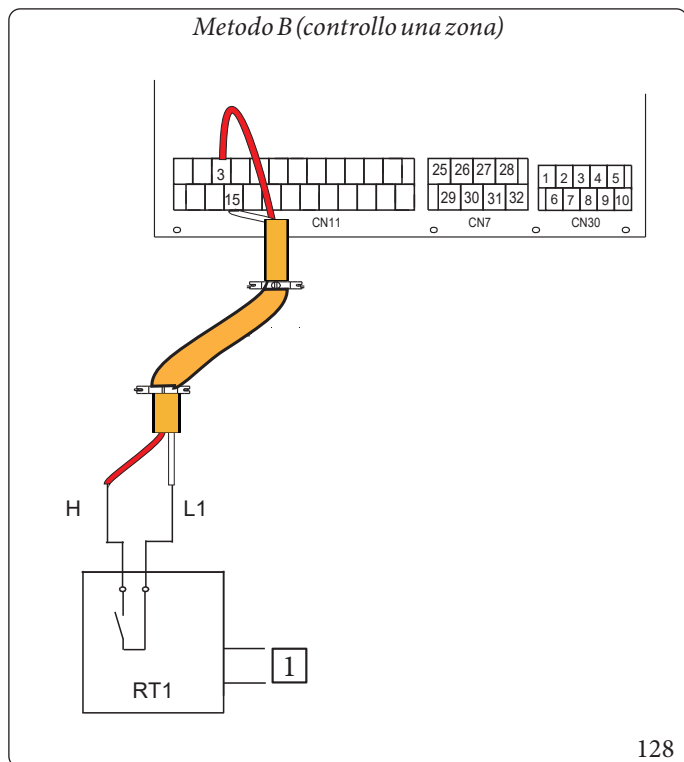 Metodo B (controllo una zona)
3
25 26 27 28
1 2 3 4 5
15
29 30 31 32
6 7 8 9 10
CN11
CN7
CN30
H
L1
1
RT1
128